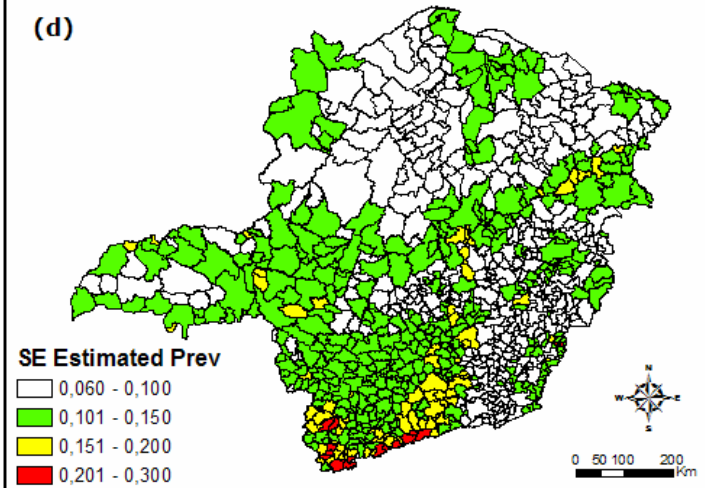 (d)
SE Estimated Prev
0,060 - 0,100
0,101 - 0,150
0,151 - 0,200
0,201 - 0,300
N
W E
S
0 50 100 200
Km